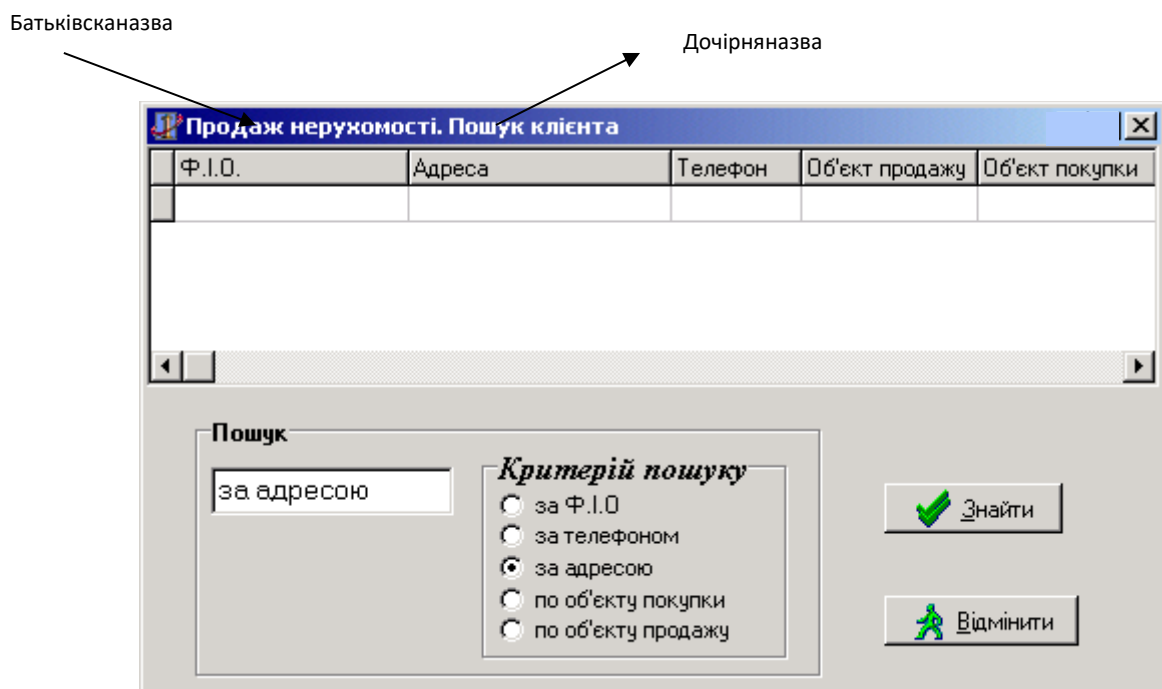 Батьківсканазва
Дочірняназва
Продаж нерухомості. Пошук клієнта
Ф.І.О. Адреса Телефон Об'єкт продажу Об'єкт покупки
Пошук
за адресою
Критерій пошуку
за Ф.І.О
за телефоном
за адресою
по об'єкту покупки
по об'єкту продажу
Знайти
Відмінити